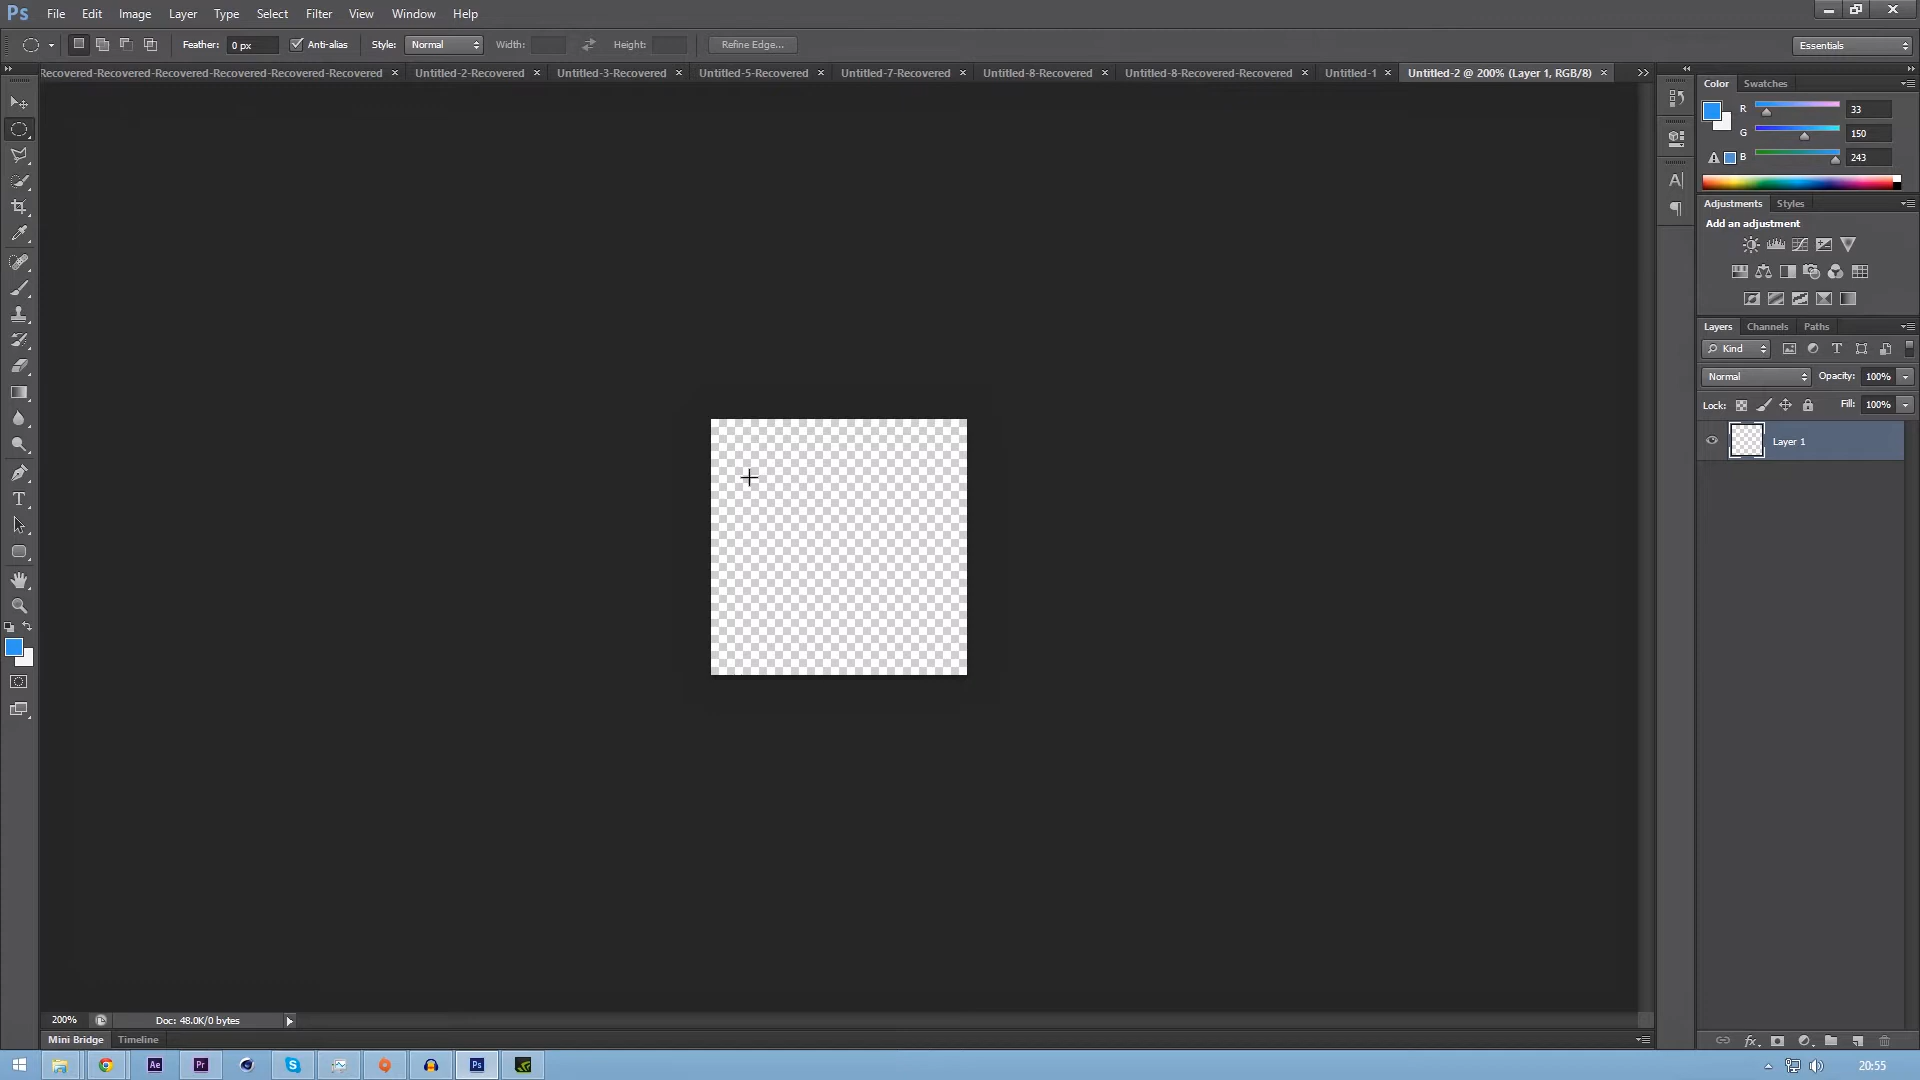 Ps File Edit Image Layer Type Select Filter View Window Help
Feather: 0 px Anti-alias Style: Normal Width: Height: Refine Edge... Essentials
Recovered-Recovered-Recovered-Recovered-Recovered-Recovered × Untitled-2-Recovered × Untitled-3-Recovered × Untitled-5-Recovered × Untitled-7-Recovered × Untitled-8-Recovered × Untitled-8-Recovered-Recovered × Untitled-1 × Untitled-2 @ 200% (Layer 1, RGB/8) ×
Color Swatches
R 33
G 150
B 243
Adjustments Styles
Add an adjustment
Layers Channels Paths
Kind
Normal Opacity: 100%
Lock: Fill: 100%
Layer 1
200% Doc: 48.0K/0 bytes
Mini Bridge Timeline
Ae Pr S Ps 20:55